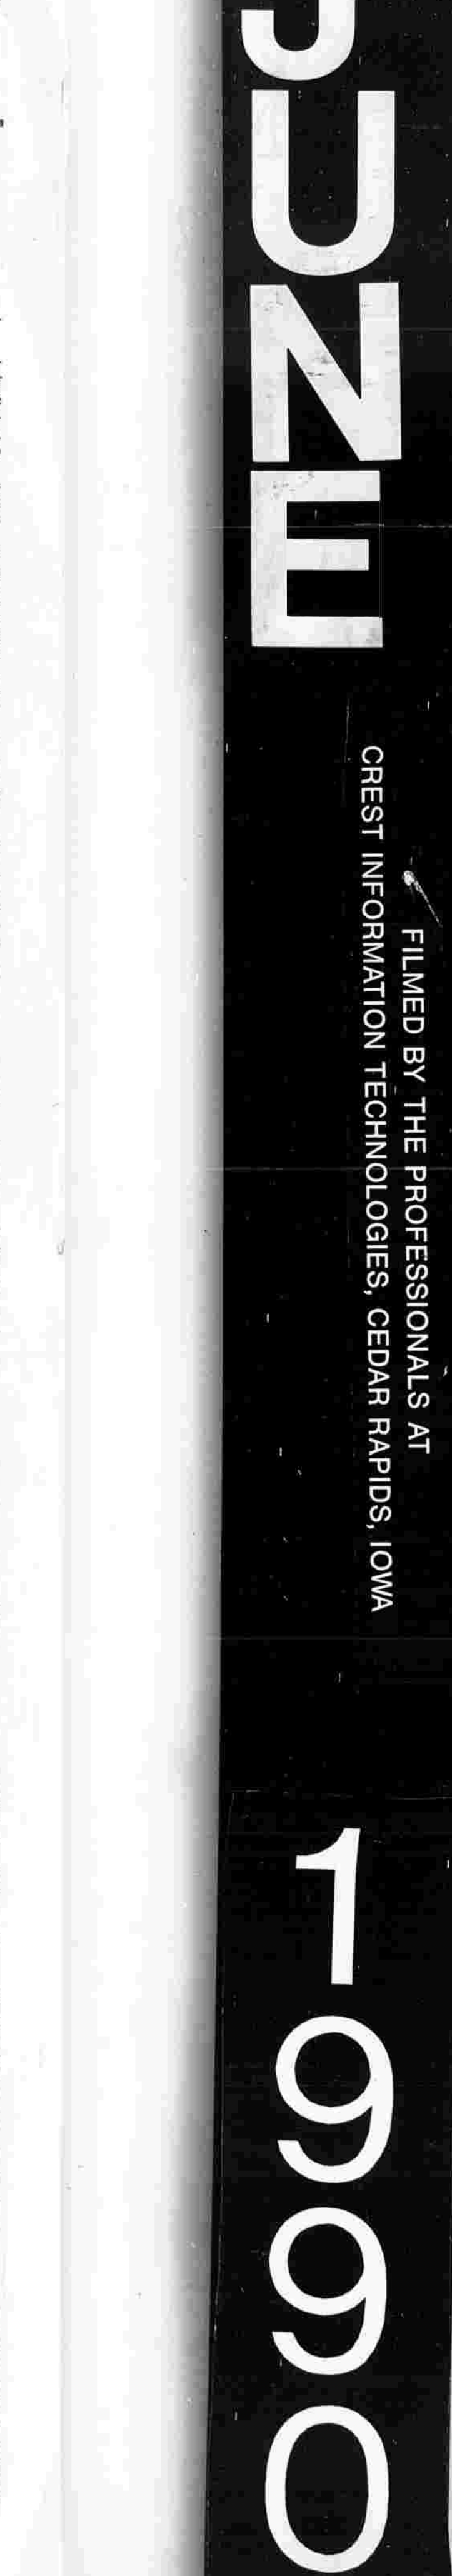 JUNE
FILMED BY THE PROFESSIONALS AT
CREST INFORMATION TECHNOLOGIES, CEDAR RAPIDS, IOWA
1990